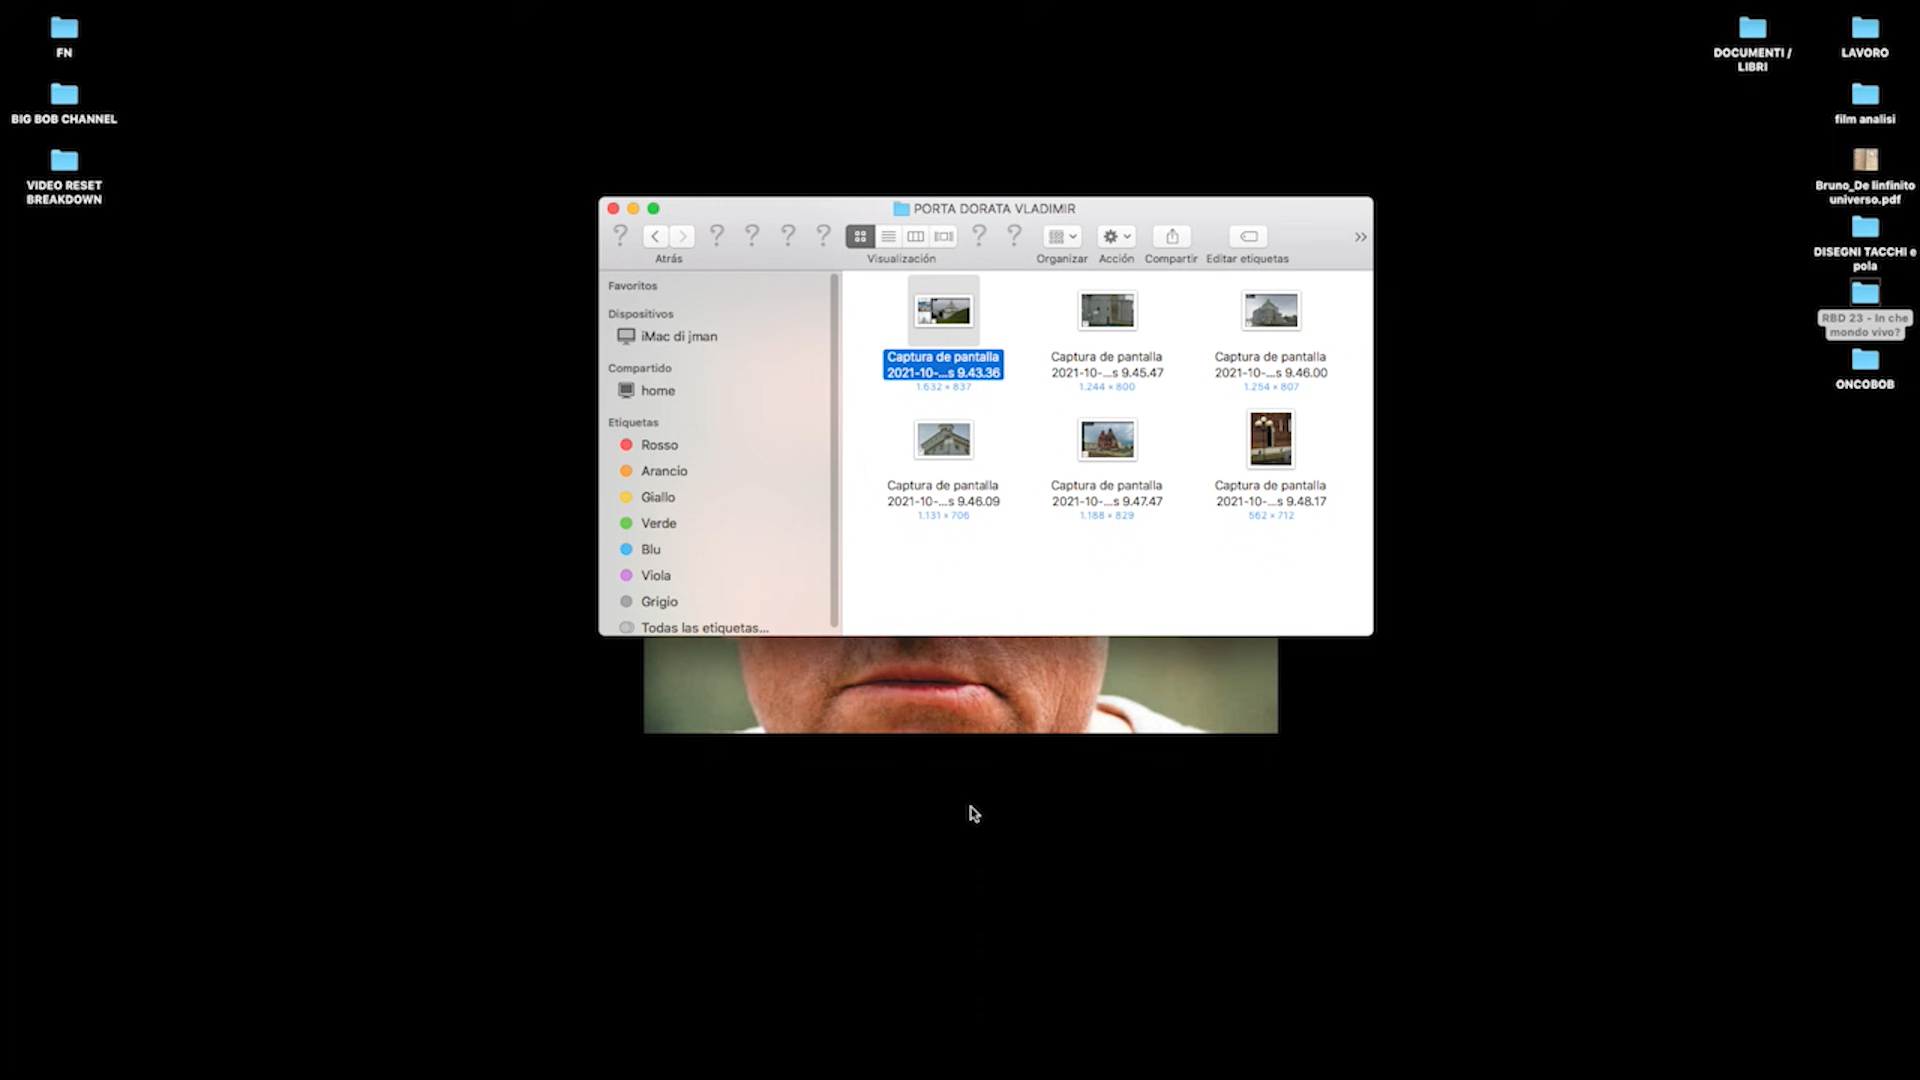 FN
BIG BOB CHANNEL
VIDEO RESET
BREAKDOWN
DOCUMENTI /
LIBRI
LAVORO
film analisi
Bruno_De linfinito
universo.pdf
DISEGNI TACCHI e
pola
RBD 23 - In che
mondo vivo?
ONCOBOB
PORTA DORATA VLADIMIR
Atrás
Visualización
Organizar
Acción
Compartir
Editar etiquetas
Favoritos
Dispositivos
iMac di jman
Compartido
home
Etiquetas
Rosso
Arancio
Giallo
Verde
Blu
Viola
Grigio
Todas las etiquetas...
Captura de pantalla
2021-10-...s 9.43.36
1.632 × 837
Captura de pantalla
2021-10-...s 9.45.47
1.244 × 800
Captura de pantalla
2021-10-...s 9.46.00
1.254 × 807
Captura de pantalla
2021-10-...s 9.46.09
1.131 × 706
Captura de pantalla
2021-10-...s 9.47.47
1.188 × 829
Captura de pantalla
2021-10-...s 9.48.17
562 × 712